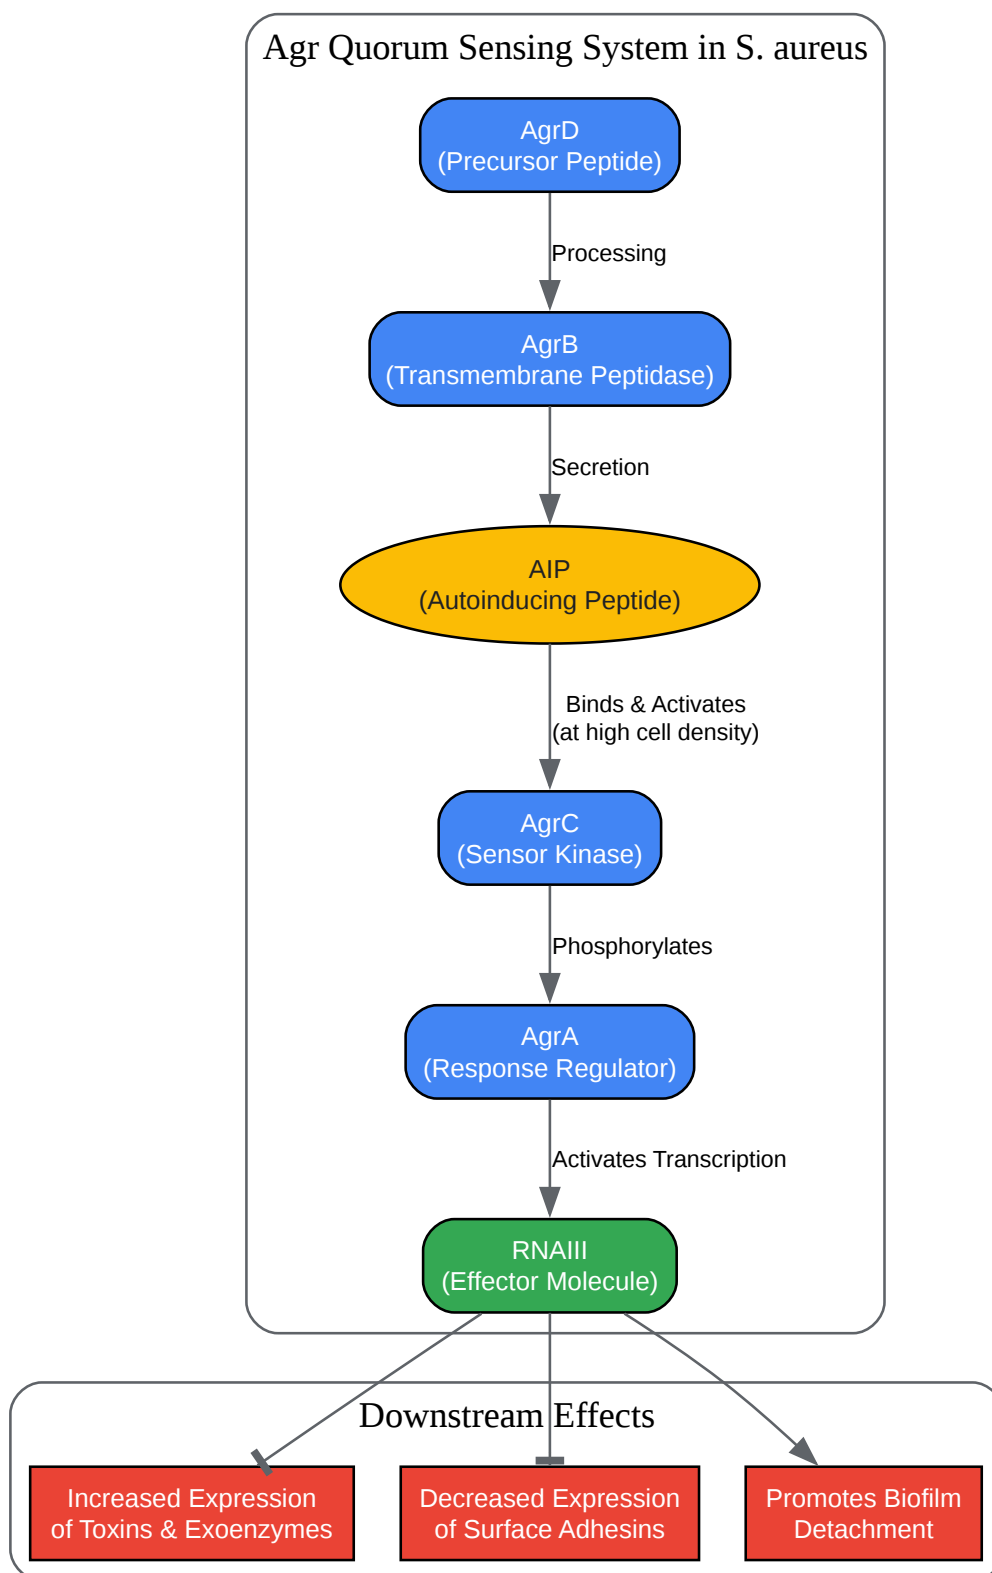 Agr Quorum Sensing System in S. aureus
AgrD
(Precursor Peptide)
Processing
AgrB
(Transmembrane Peptidase)
Secretion
AIP
(Autoinducing Peptide)
Binds & Activates
(at high cell density)
AgrC
(Sensor Kinase)
Phosphorylates
AgrA
(Response Regulator)
Activates Transcription
RNAIII
(Effector Molecule)
Downstream Effects
Increased Expression
of Toxins & Exoenzymes
Decreased Expression
of Surface Adhesins
Promotes Biofilm
Detachment